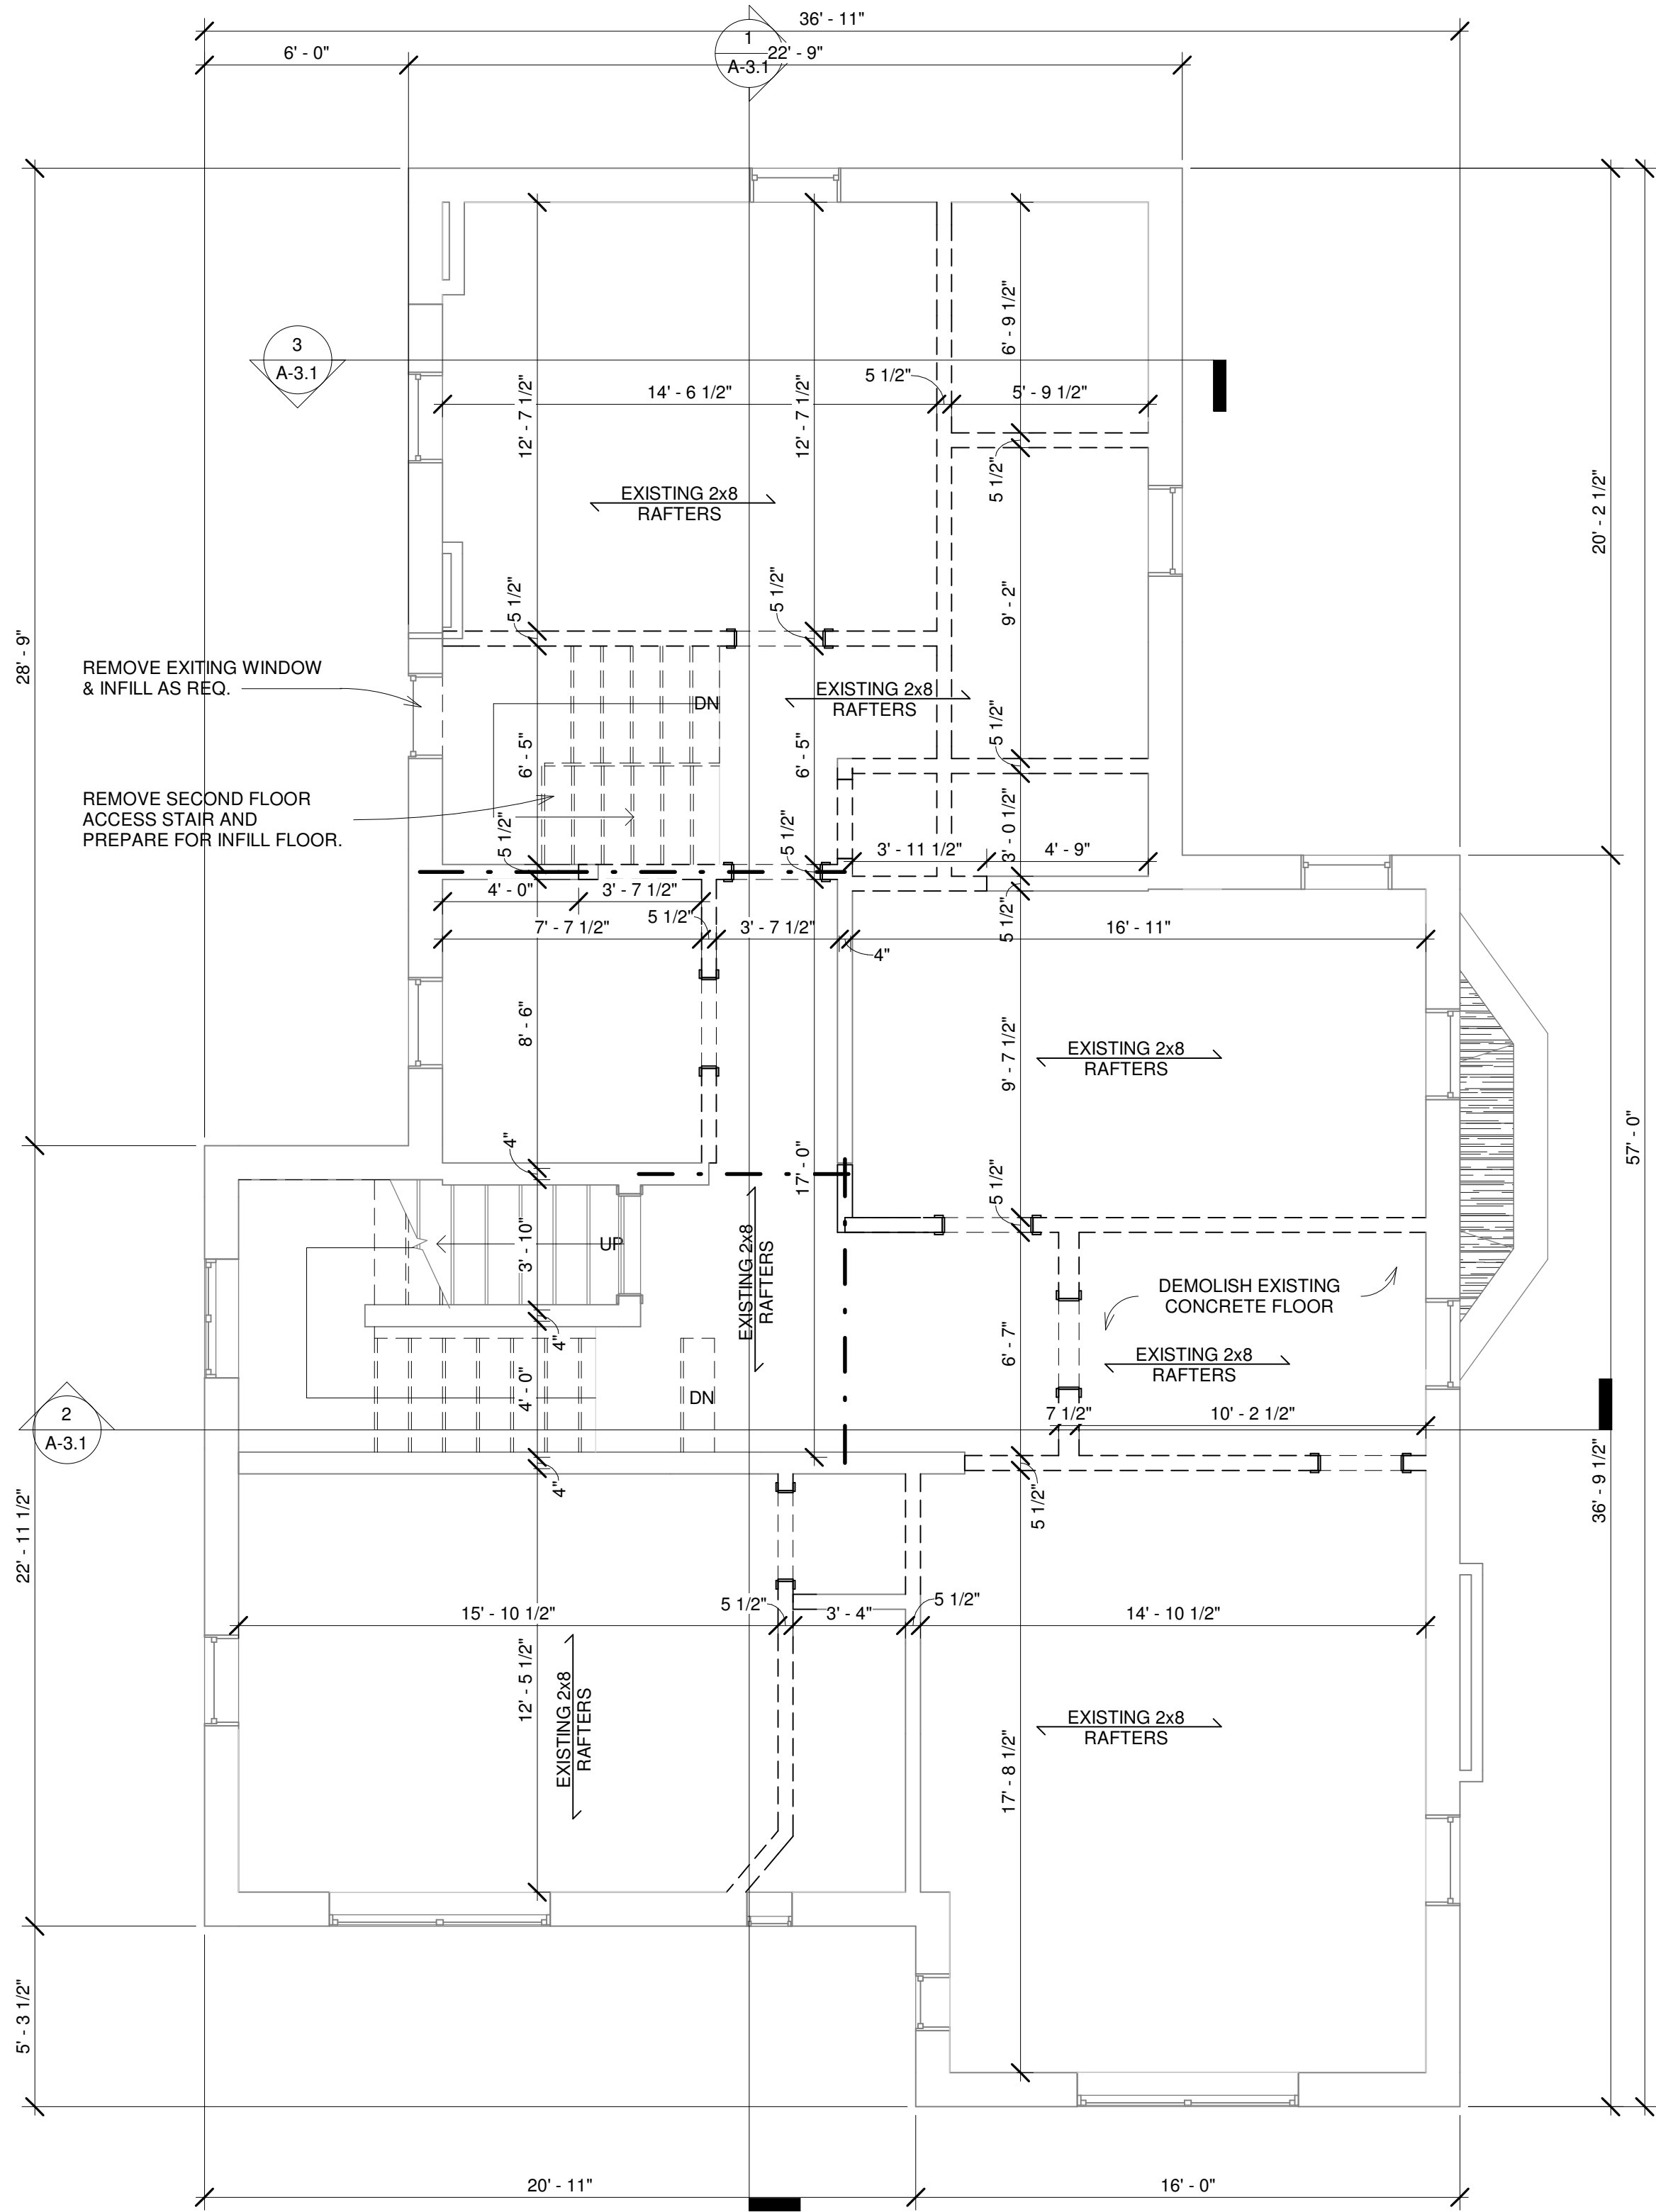 36' - 11"
1
A-3.1
6' - 0"
22' - 9"
3
A-3.1
6' - 9 1/2"
12' - 7 1/2"
12' - 7 1/2"
14' - 6 1/2"
5 1/2"
5' - 9 1/2"
5 1/2"
20' - 2 1/2"
EXISTING 2x8
RAFTERS
28' - 9"
5 1/2"
5 1/2"
9' - 2"
REMOVE EXITING WINDOW
& INFILL AS REQ.
DN
EXISTING 2x8
RAFTERS
5 1/2"
6' - 5"
6' - 5"
REMOVE SECOND FLOOR
ACCESS STAIR AND
PREPARE FOR INFILL FLOOR.
5 1/2"
5 1/2"
3' - 0 1/2"
3' - 11 1/2"
4' - 9"
4' - 0"
3' - 7 1/2"
5 1/2"
5 1/2"
7' - 7 1/2"
3' - 7 1/2"
4"
16' - 11"
8' - 6"
9' - 7 1/2"
EXISTING 2x8
RAFTERS
57' - 0"
4"
17' - 0"
5 1/2"
UP
3' - 10"
EXISTING 2x8
RAFTERS
DEMOLISH EXISTING
CONCRETE FLOOR
4"
6' - 7"
EXISTING 2x8
RAFTERS
4' - 0"
DN
2
A-3.1
7 1/2"
10' - 2 1/2"
4"
5 1/2"
36' - 9 1/2"
22' - 11 1/2"
15' - 10 1/2"
5 1/2"
3' - 4"
5 1/2"
14' - 10 1/2"
12' - 5 1/2"
EXISTING 2x8
RAFTERS
EXISTING 2x8
RAFTERS
17' - 8 1/2"
5' - 3 1/2"
20' - 11"
16' - 0"